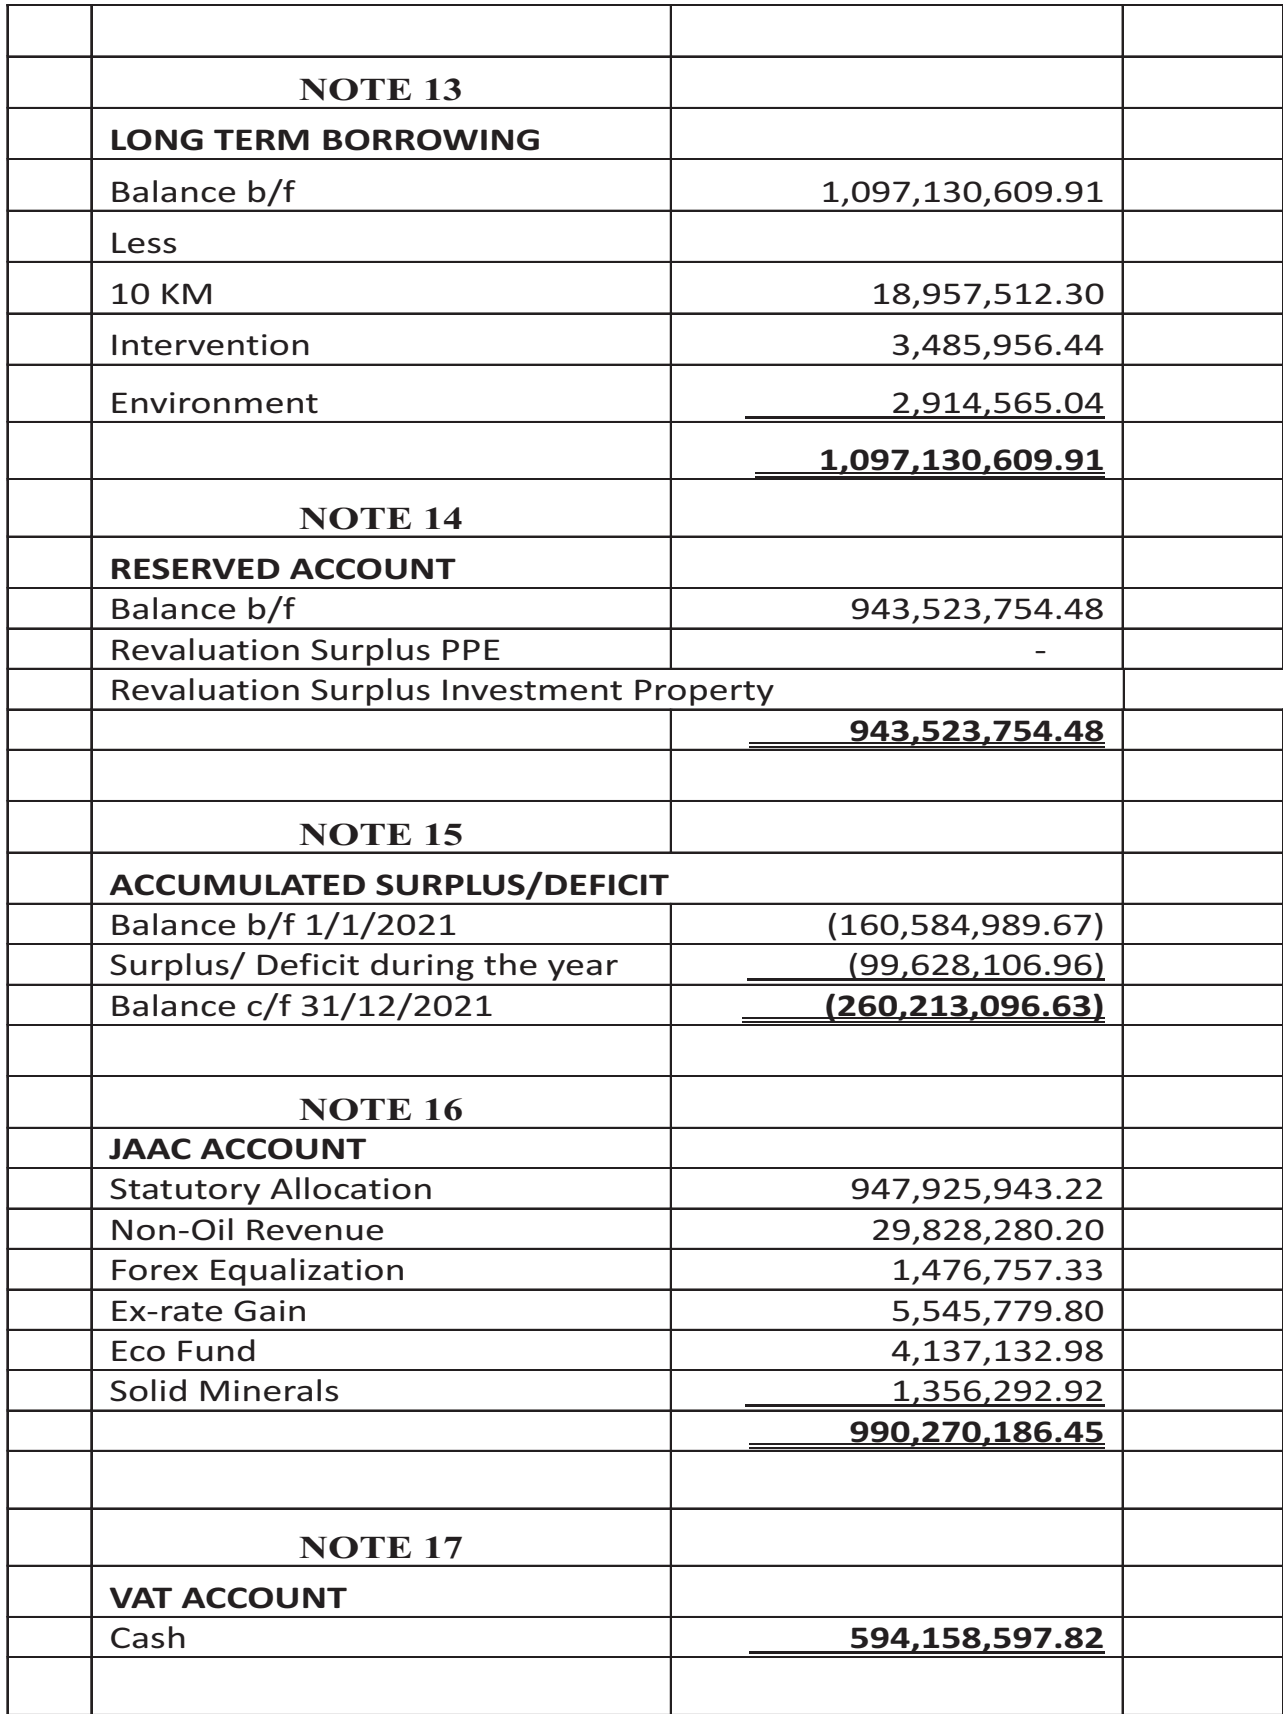 NOTE 13
LONG TERM BORROWING
Balance b/f 1,097,130,609.91
Less
10 KM 18,957,512.30
Intervention 3,485,956.44
Environment 2,914,565.04
1,097,130,609.91
NOTE 14
RESERVED ACCOUNT
Balance b/f 943,523,754.48
Revaluation Surplus PPE -
Revaluation Surplus Investment Property
943,523,754.48
NOTE 15
ACCUMULATED SURPLUS/DEFICIT
Balance b/f 1/1/2021 (160,584,989.67)
Surplus/ Deficit during the year (99,628,106.96)
Balance c/f 31/12/2021 (260,213,096.63)
NOTE 16
JAAC ACCOUNT
Statutory Allocation 947,925,943.22
Non-Oil Revenue 29,828,280.20
Forex Equalization 1,476,757.33
Ex-rate Gain 5,545,779.80
Eco Fund 4,137,132.98
Solid Minerals 1,356,292.92
990,270,186.45
NOTE 17
VAT ACCOUNT
Cash 594,158,597.82